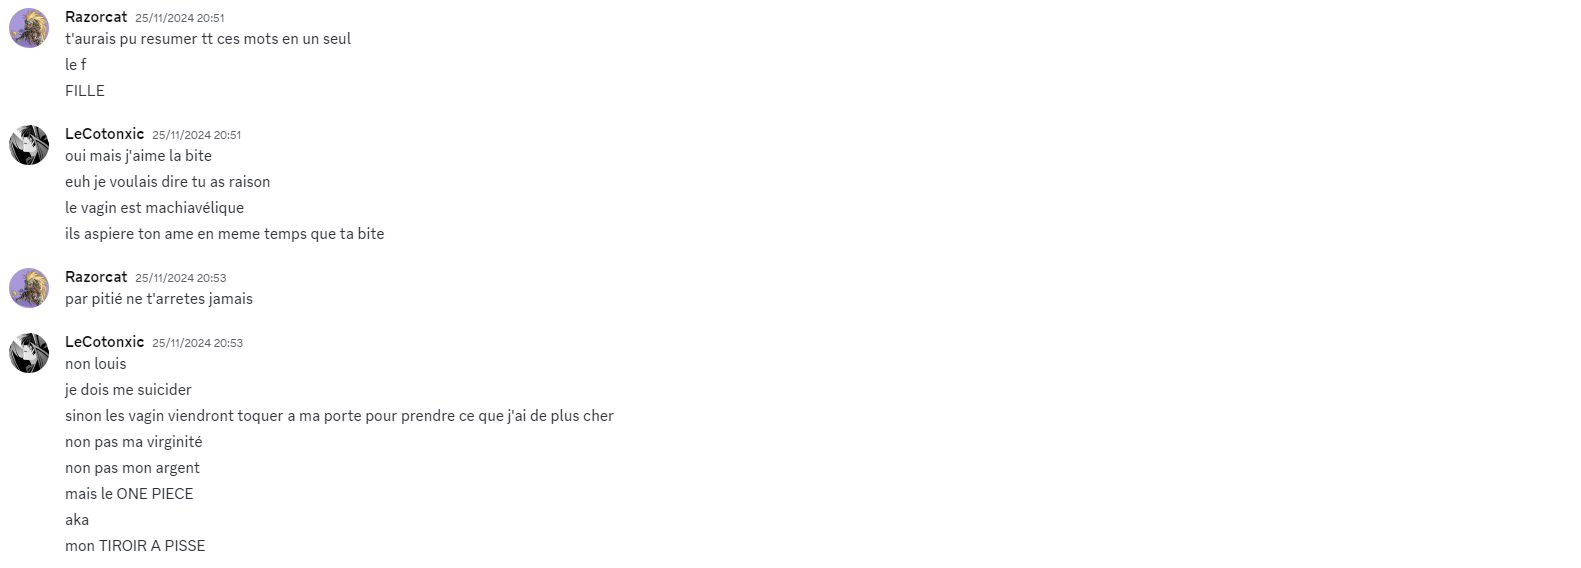 Razorcat 25/11/2024 20:51
t'aurais pu resumer tt ces mots en un seul
le f
FILLE
LeCotonxic 25/11/2024 20:51
oui mais j'aime la bite
euh je voulais dire tu as raison
le vagin est machiavélique
ils aspiere ton ame en meme temps que ta bite
Razorcat 25/11/2024 20:53
par pitié ne t'arretes jamais
LeCotonxic 25/11/2024 20:53
non louis
je dois me suicider
sinon les vagin viendront toquer a ma porte pour prendre ce que j'ai de plus cher
non pas ma virginité
non pas mon argent
mais le ONE PIECE
aka
mon TIROIR A PISSE